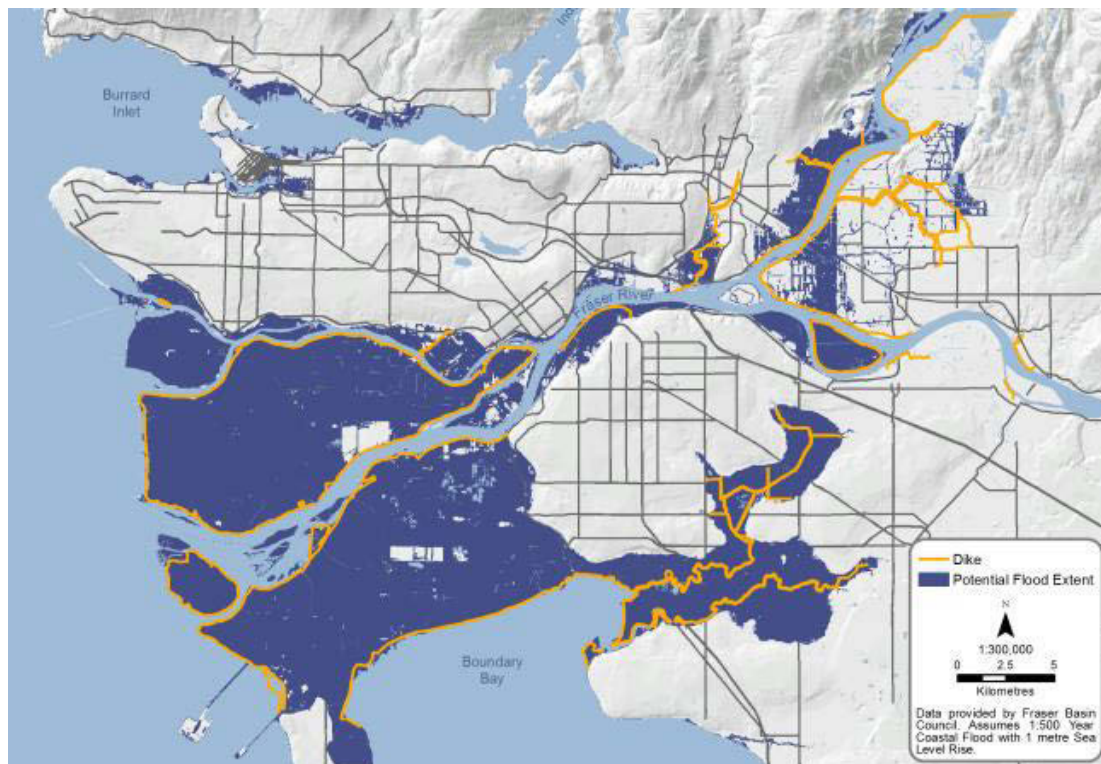 Burrard
Inlet
Fraser River
Boundary
Bay
Dike
Potential Flood Extent
N
1:300,000
0 2.5 5
Kilometres
Data provided by Fraser Basin
Council. Assumes 1:500 Year
Coastal Flood with 1 metre Sea
Level Rise.